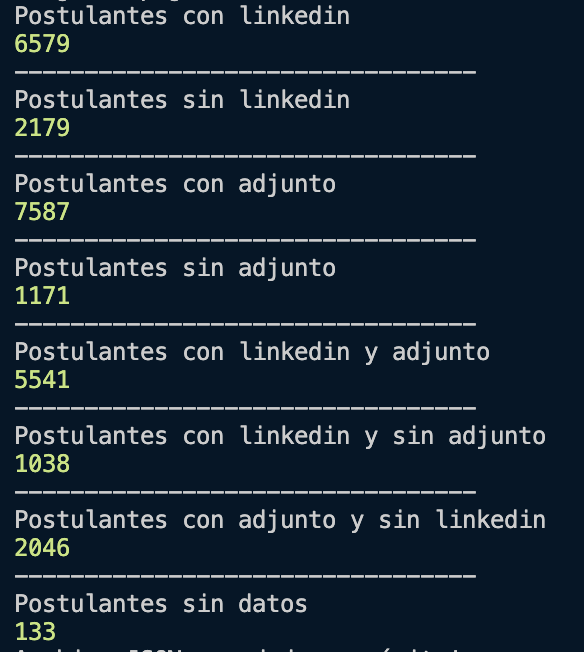 Postulantes con linkedin
6579
---------------------------------
Postulantes sin linkedin
2179
---------------------------------
Postulantes con adjunto
7587
---------------------------------
Postulantes sin adjunto
1171
---------------------------------
Postulantes con linkedin y adjunto
5541
---------------------------------
Postulantes con linkedin y sin adjunto
1038
---------------------------------
Postulantes con adjunto y sin linkedin
2046
---------------------------------
Postulantes sin datos
133